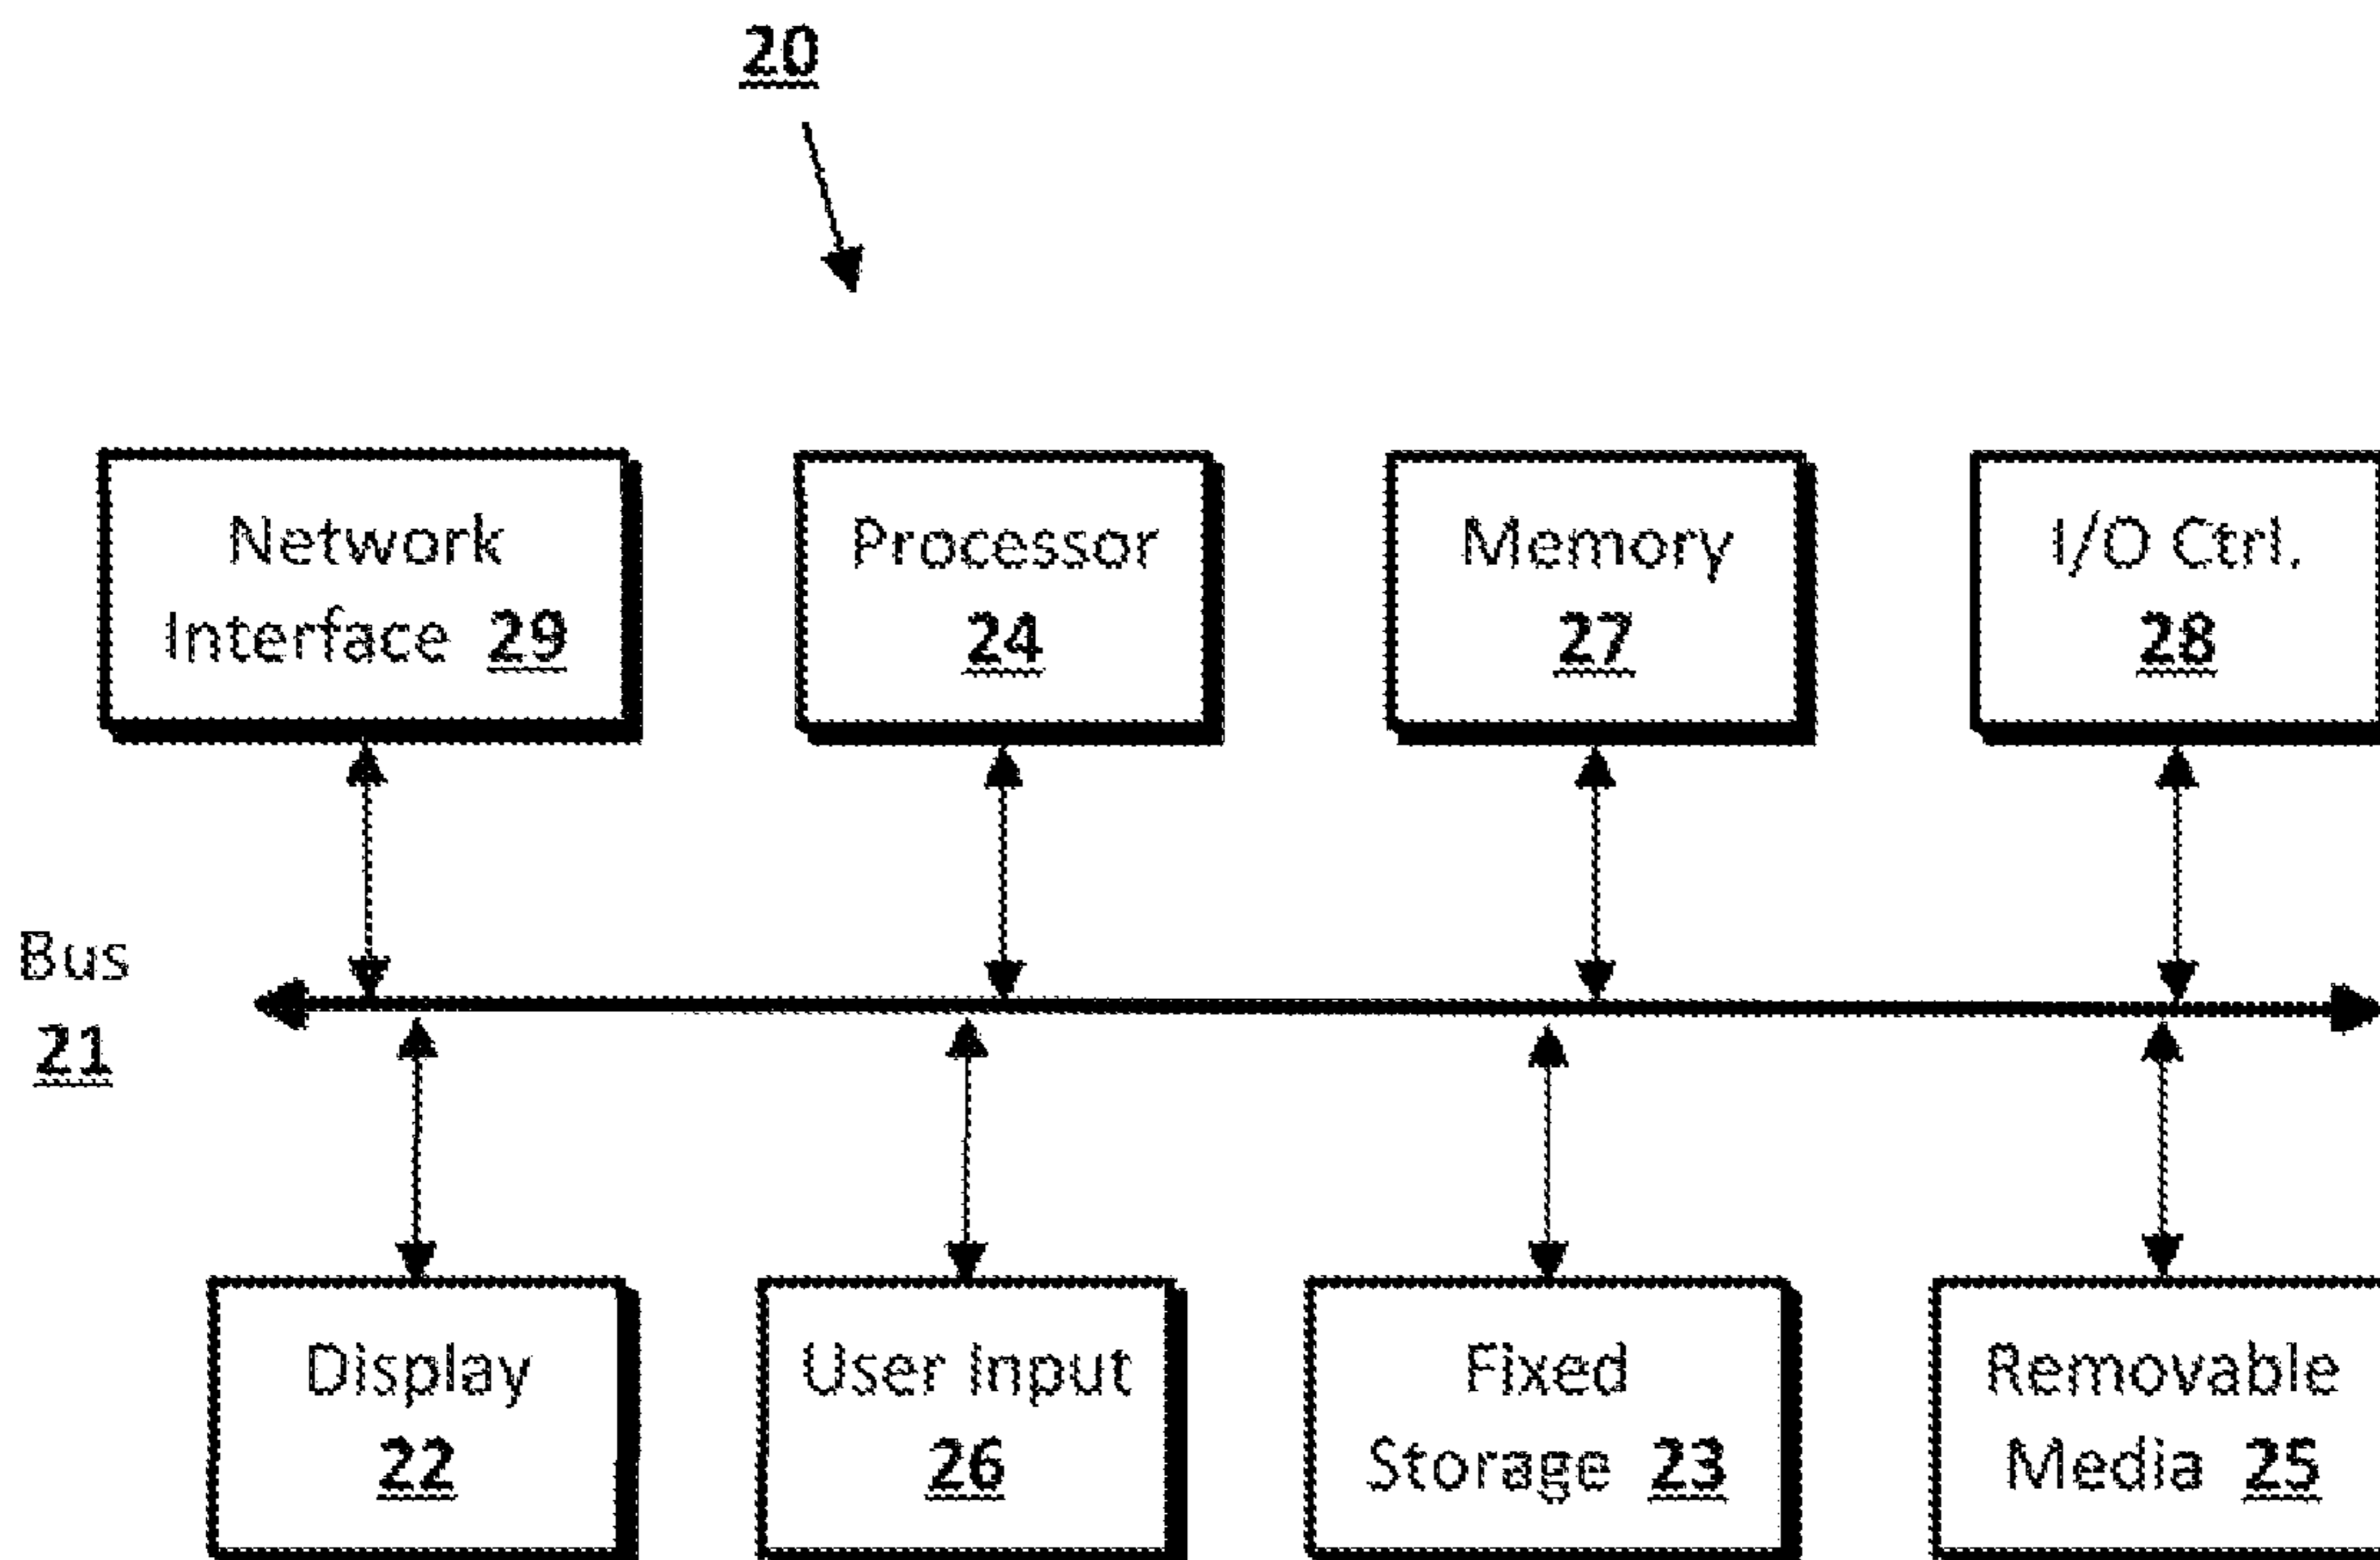 20
Network
Interface 29
Processor
24
Memory
27
I/O Ctrl.
28
Bus
21
Display
22
User Input
26
Fixed
Storage 23
Removable
Media 25